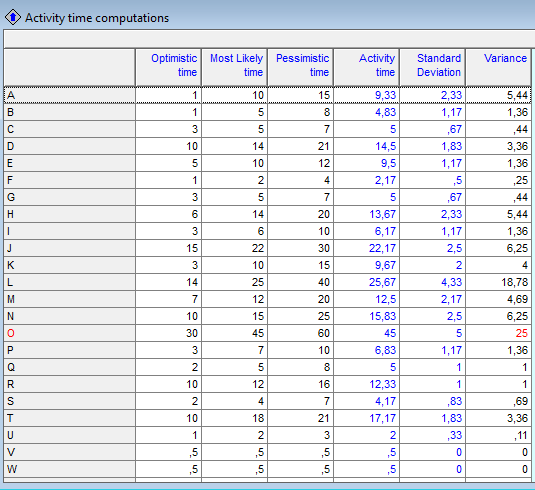 Activity time computations
Optimistic time Most Likely time Pessimistic time Activity time Standard Deviation Variance
A 1 10 15 9,33 2,33 5,44
B 1 5 8 4,83 1,17 1,36
C 3 5 7 5 ,67 ,44
D 10 14 21 14,5 1,83 3,36
E 5 10 12 9,5 1,17 1,36
F 1 2 4 2,17 ,5 ,25
G 3 5 7 5 ,67 ,44
H 6 14 20 13,67 2,33 5,44
I 3 6 10 6,17 1,17 1,36
J 15 22 30 22,17 2,5 6,25
K 3 10 15 9,67 2 4
L 14 25 40 25,67 4,33 18,78
M 7 12 20 12,5 2,17 4,69
N 10 15 25 15,83 2,5 6,25
O 30 45 60 45 5 25
P 3 7 10 6,83 1,17 1,36
Q 2 5 8 5 1 1
R 10 12 16 12,33 1 1
S 2 4 7 4,17 ,83 ,69
T 10 18 21 17,17 1,83 3,36
U 1 2 3 2 ,33 ,11
V ,5 ,5 ,5 ,5 0 0
W ,5 ,5 ,5 ,5 0 0